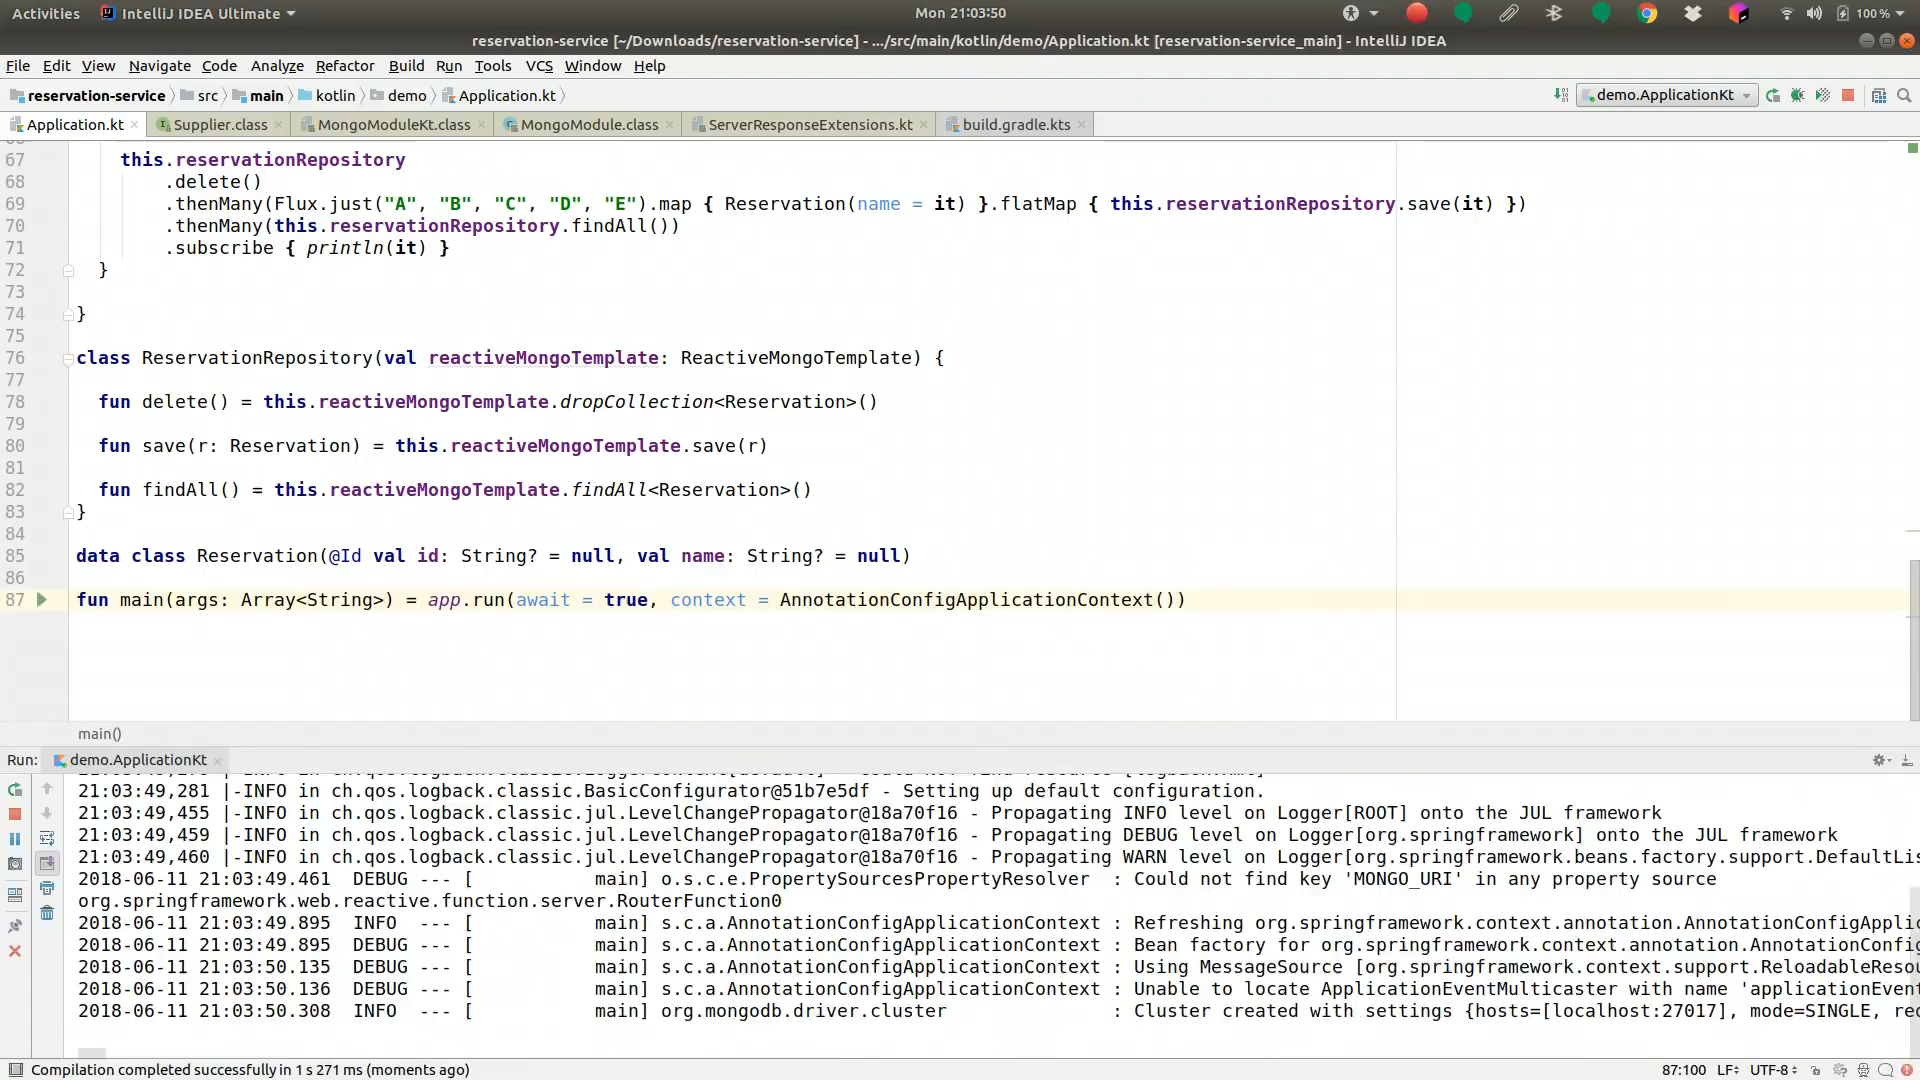 Activities IntelliJ IDEA Ultimate Mon 21:03:50 100 %
reservation-service [~/Downloads/reservation-service] - .../src/main/kotlin/demo/Application.kt [reservation-service_main] - IntelliJ IDEA
File Edit View Navigate Code Analyze Refactor Build Run Tools VCS Window Help
reservation-service src main kotlin demo Application.kt demo.ApplicationKt
Application.kt Supplier.class MongoModuleKt.class MongoModule.class ServerResponseExtensions.kt build.gradle.kts
67 this.reservationRepository
68 .delete()
69 .thenMany(Flux.just("A", "B", "C", "D", "E").map { Reservation(name = it) }.flatMap { this.reservationRepository.save(it) })
70 .thenMany(this.reservationRepository.findAll())
71 .subscribe { println(it) }
72 }
73
74 }
75
76 class ReservationRepository(val reactiveMongoTemplate: ReactiveMongoTemplate) {
77
78 fun delete() = this.reactiveMongoTemplate.dropCollection<Reservation>()
79
80 fun save(r: Reservation) = this.reactiveMongoTemplate.save(r)
81
82 fun findAll() = this.reactiveMongoTemplate.findAll<Reservation>()
83 }
84
85 data class Reservation(@Id val id: String? = null, val name: String? = null)
86
87 fun main(args: Array<String>) = app.run(await = true, context = AnnotationConfigApplicationContext())
main()
Run: demo.ApplicationKt
21:03:49,281 |-INFO in ch.qos.logback.classic.BasicConfigurator@51b7e5df - Setting up default configuration.
21:03:49,455 |-INFO in ch.qos.logback.classic.jul.LevelChangePropagator@18a70f16 - Propagating INFO level on Logger[ROOT] onto the JUL framework
21:03:49,459 |-INFO in ch.qos.logback.classic.jul.LevelChangePropagator@18a70f16 - Propagating DEBUG level on Logger[org.springframework] onto the JUL framework
21:03:49,460 |-INFO in ch.qos.logback.classic.jul.LevelChangePropagator@18a70f16 - Propagating WARN level on Logger[org.springframework.beans.factory.support.DefaultLis
2018-06-11 21:03:49.461 DEBUG --- [ main] o.s.c.e.PropertySourcesPropertyResolver : Could not find key 'MONGO_URI' in any property source
org.springframework.web.reactive.function.server.RouterFunction0
2018-06-11 21:03:49.895 INFO --- [ main] s.c.a.AnnotationConfigApplicationContext : Refreshing org.springframework.context.annotation.AnnotationConfigApplic
2018-06-11 21:03:49.895 DEBUG --- [ main] s.c.a.AnnotationConfigApplicationContext : Bean factory for org.springframework.context.annotation.AnnotationConfig
2018-06-11 21:03:50.135 DEBUG --- [ main] s.c.a.AnnotationConfigApplicationContext : Using MessageSource [org.springframework.context.support.ReloadableResou
2018-06-11 21:03:50.136 DEBUG --- [ main] s.c.a.AnnotationConfigApplicationContext : Unable to locate ApplicationEventMulticaster with name 'applicationEvent
2018-06-11 21:03:50.308 INFO --- [ main] org.mongodb.driver.cluster : Cluster created with settings {hosts=[localhost:27017], mode=SINGLE, rec
Compilation completed successfully in 1 s 271 ms (moments ago) 87:100 LF UTF-8